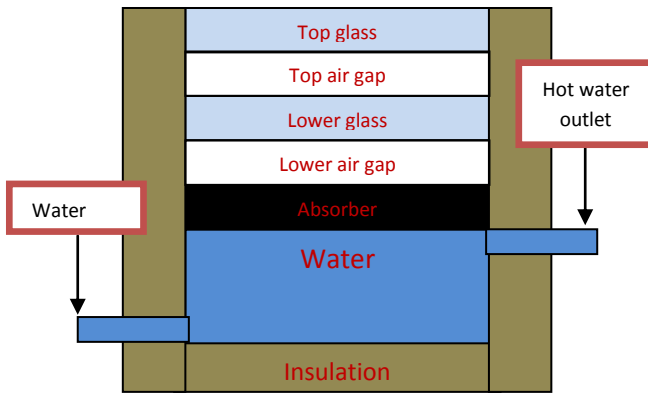 Top glass
Top air gap
Hot water
outlet
Lower glass
Lower air gap
Water
Absorber
Water
Insulation